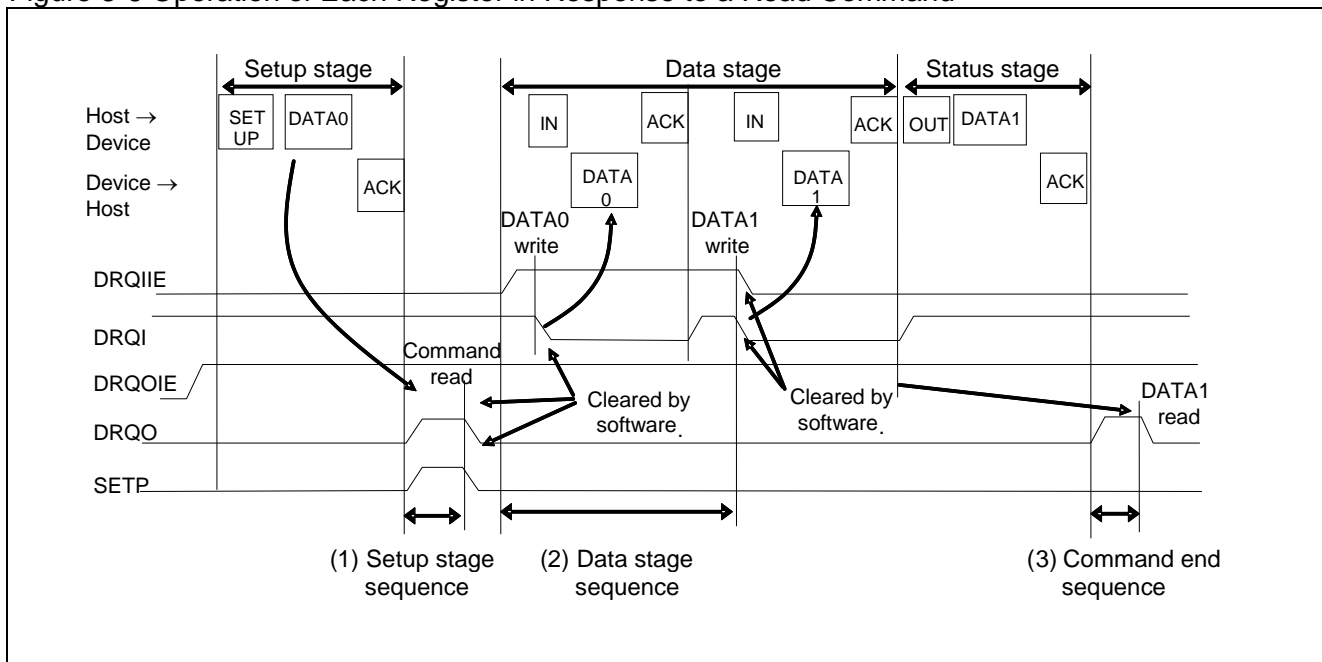 Figure 3-6 Operation of Each Register in Response to a Read Command
Setup stage
Data stage
Status stage
Host →
Device
SET
UP
DATA0
IN
ACK
IN
ACK
OUT
DATA1
Device →
Host
ACK
DATA
0
DATA
1
ACK
DATA0
write
DATA1
write
DRQIIE
DRQI
Command
read
DRQOIE
Cleared by
software.
Cleared by
software.
DATA1
read
DRQO
SETP
(1) Setup stage
sequence
(2) Data stage
sequence
(3) Command end
sequence